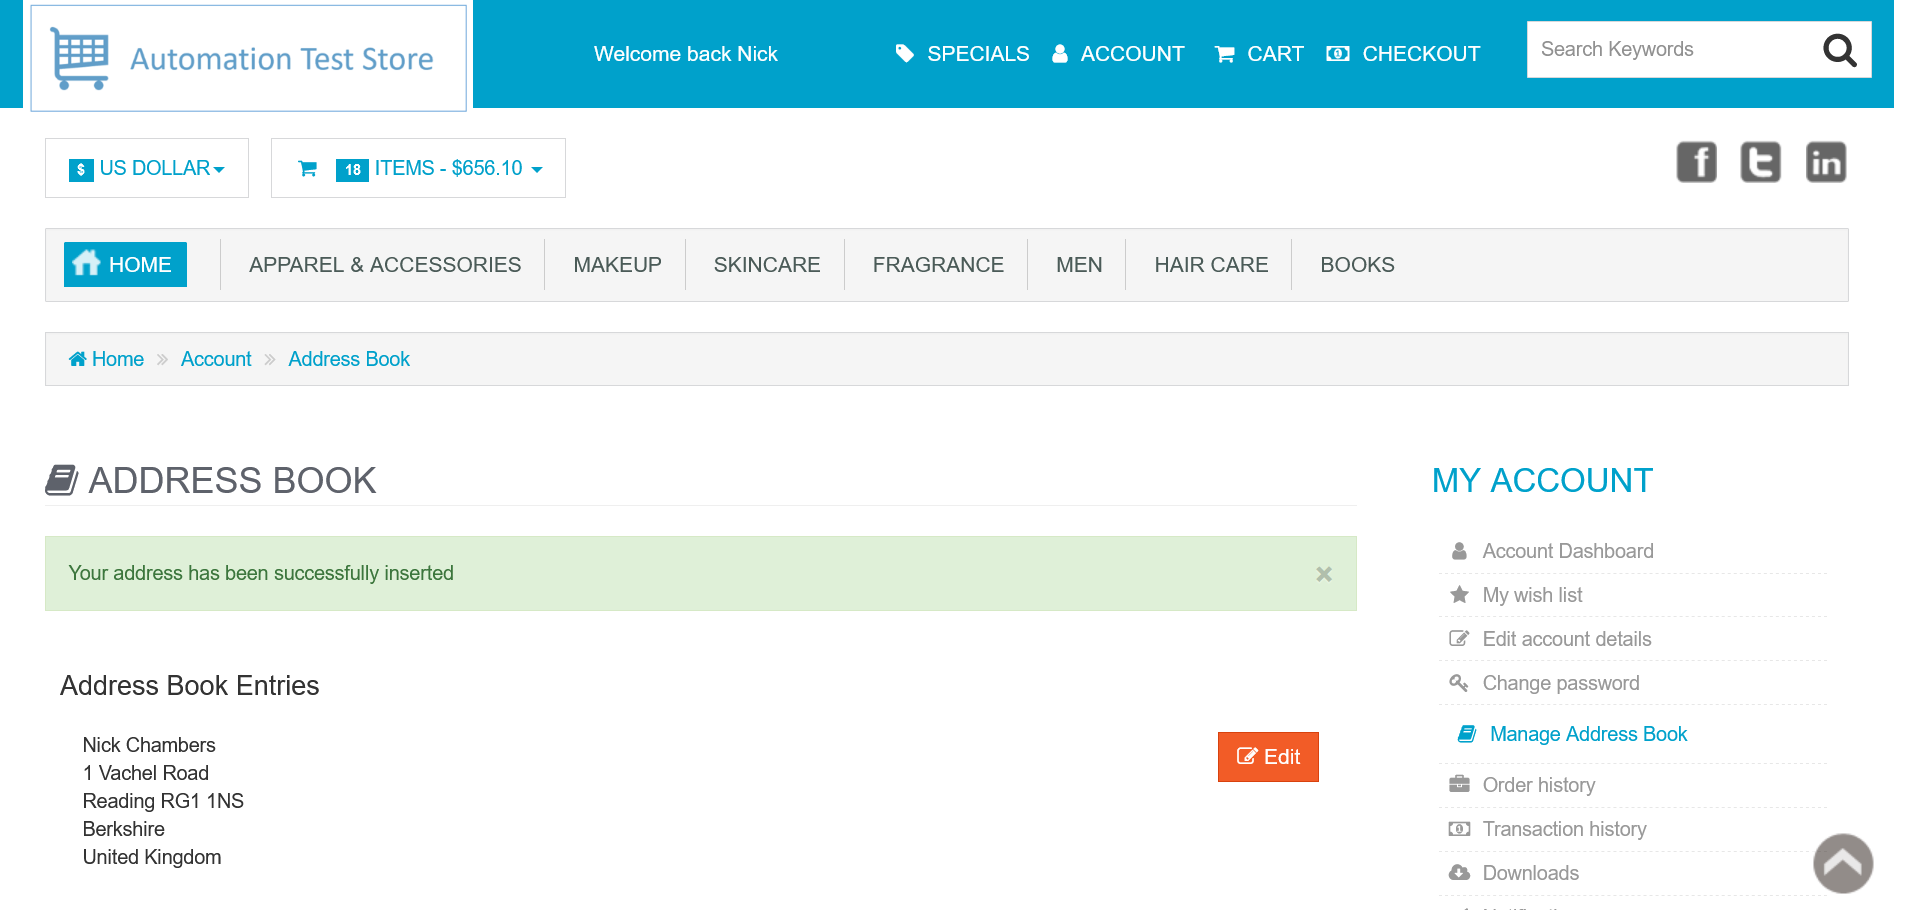 Automation Test Store
Welcome back Nick
SPECIALS
ACCOUNT
CART
CHECKOUT
Search Keywords
$ US DOLLAR
18 ITEMS - $656.10
f
t
in
HOME
APPAREL & ACCESSORIES
MAKEUP
SKINCARE
FRAGRANCE
MEN
HAIR CARE
BOOKS
Home » Account » Address Book
ADDRESS BOOK
Your address has been successfully inserted
×
Address Book Entries
Nick Chambers
1 Vachel Road
Reading RG1 1NS
Berkshire
United Kingdom
Edit
MY ACCOUNT
Account Dashboard
My wish list
Edit account details
Change password
Manage Address Book
Order history
Transaction history
Downloads